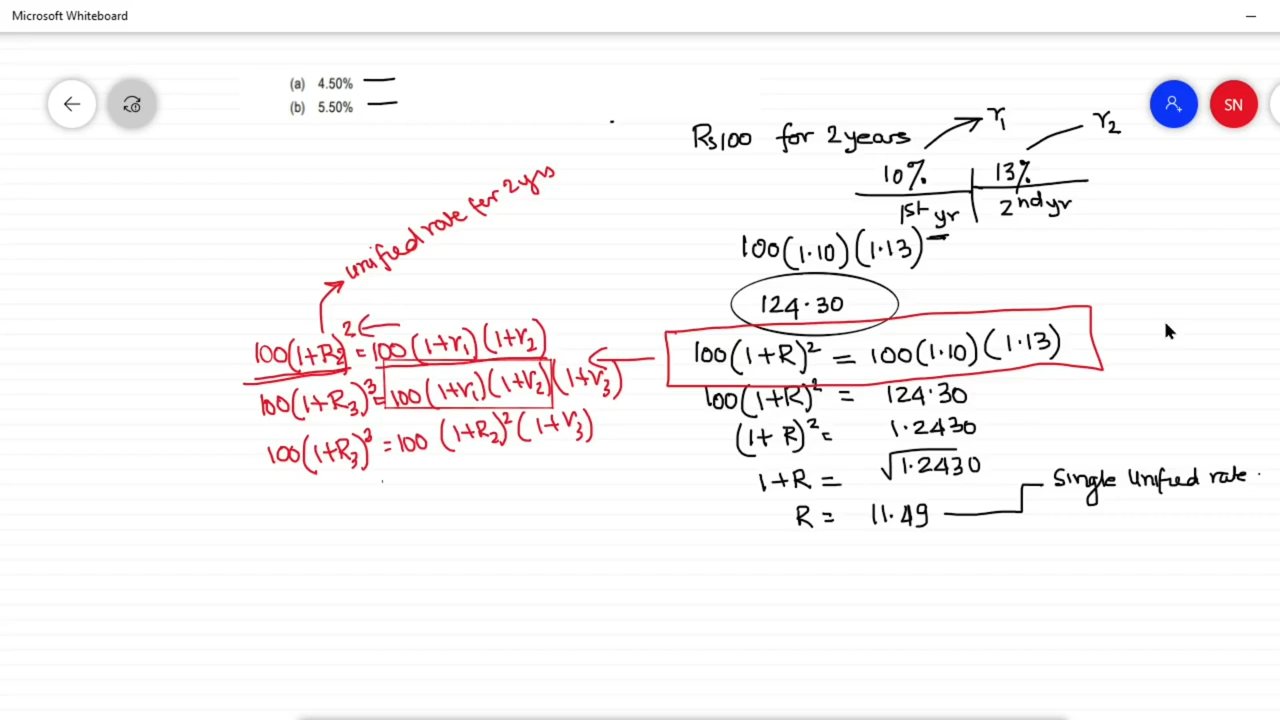 Microsoft Whiteboard
(a) 4.50%
(b) 5.50%
SN
Rs100 for 2 years
r1
r2
10% 13%
1st yr 2nd yr
100(1.10)(1.13)
124.30
100(1+R)² = 100(1.10)(1.13)
100(1+R)² = 124.30
(1+R)² = 1.2430
1+R = √1.2430
R = 11.49
Single Unified rate
Unified rate for 2 yrs
100(1+R2)² = 100(1+r1)(1+r2)
100(1+R3)³ = 100(1+r1)(1+r2)(1+r3)
100(1+R3)³ = 100(1+R2)²(1+r3)